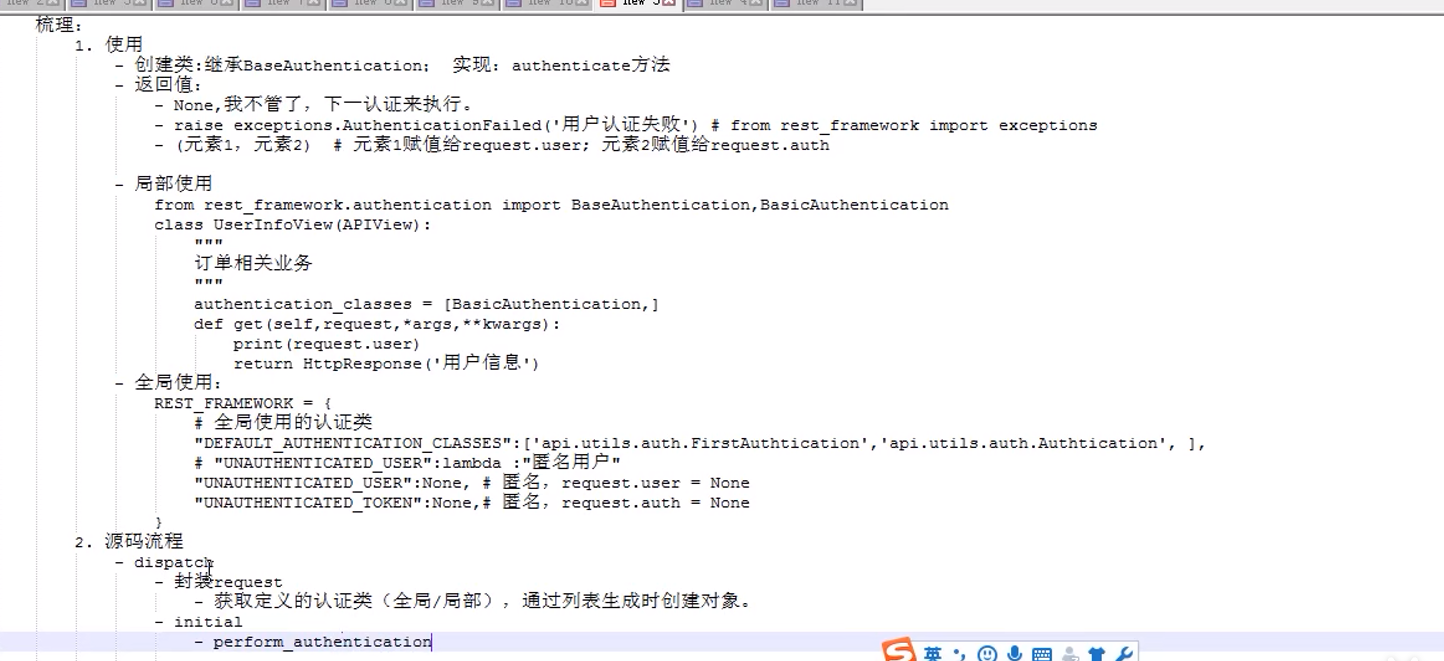 梳理:
1. 使用
- 创建类:继承BaseAuthentication; 实现: authenticate方法
- 返回值:
- None,我不管了, 下一认证来执行。
- raise exceptions.AuthenticationFailed('用户认证失败') # from rest_framework import exceptions
- (元素1, 元素2) # 元素1赋值给request.user; 元素2赋值给request.auth
- 局部使用
from rest_framework.authentication import BaseAuthentication,BasicAuthentication
class UserInfoView(APIView):
"""
订单相关业务
"""
authentication_classes = [BasicAuthentication,]
def get(self,request,*args,**kwargs):
print(request.user)
return HttpResponse('用户信息')
- 全局使用:
REST_FRAMEWORK = {
# 全局使用的认证类
"DEFAULT_AUTHENTICATION_CLASSES":['api.utils.auth.FirstAuthtication','api.utils.auth.Authtication', ],
# "UNAUTHENTICATED_USER":lambda :"匿名用户"
"UNAUTHENTICATED_USER":None, # 匿名, request.user = None
"UNAUTHENTICATED_TOKEN":None,# 匿名, request.auth = None
}
2. 源码流程
- dispatch
- 封装request
- 获取定义的认证类(全局/局部), 通过列表生成时创建对象。
- initial
- perform_authentication
英